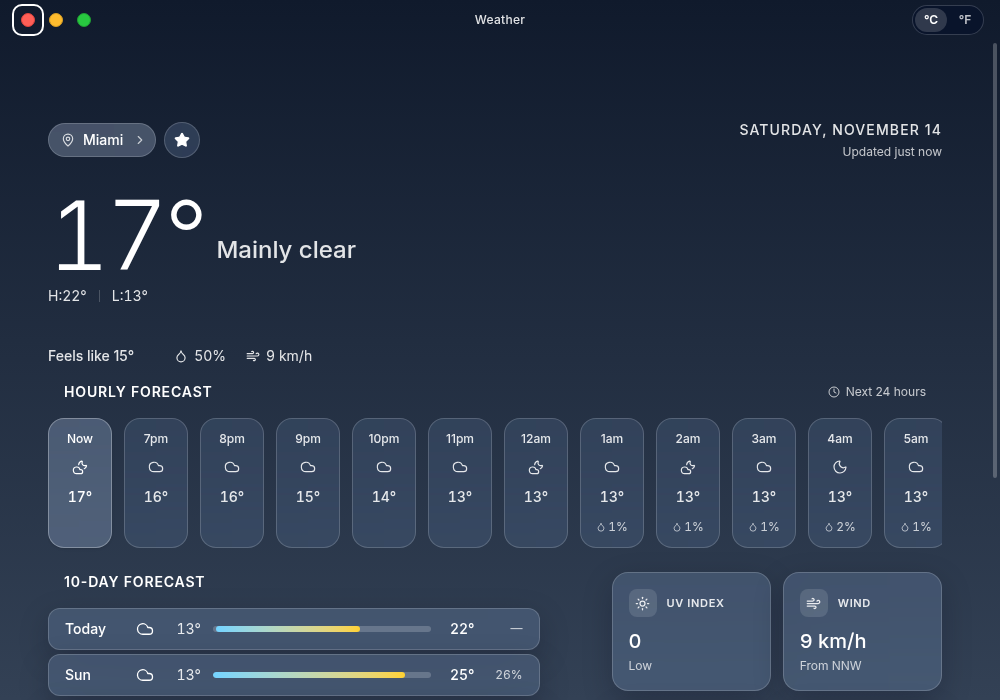 Weather
°C °F
Miami
SATURDAY, NOVEMBER 14
Updated just now
17° Mainly clear
H:22° L:13°
Feels like 15° 50% 9 km/h
HOURLY FORECAST Next 24 hours
Now 7pm 8pm 9pm 10pm 11pm 12am 1am 2am 3am 4am 5am
17° 16° 16° 15° 14° 13° 13° 13° 13° 13° 13° 13°
1% 1% 1% 2% 1%
10-DAY FORECAST
Today 13° 22° —
Sun 13° 25° 26%
UV INDEX
0
Low
WIND
9 km/h
From NNW